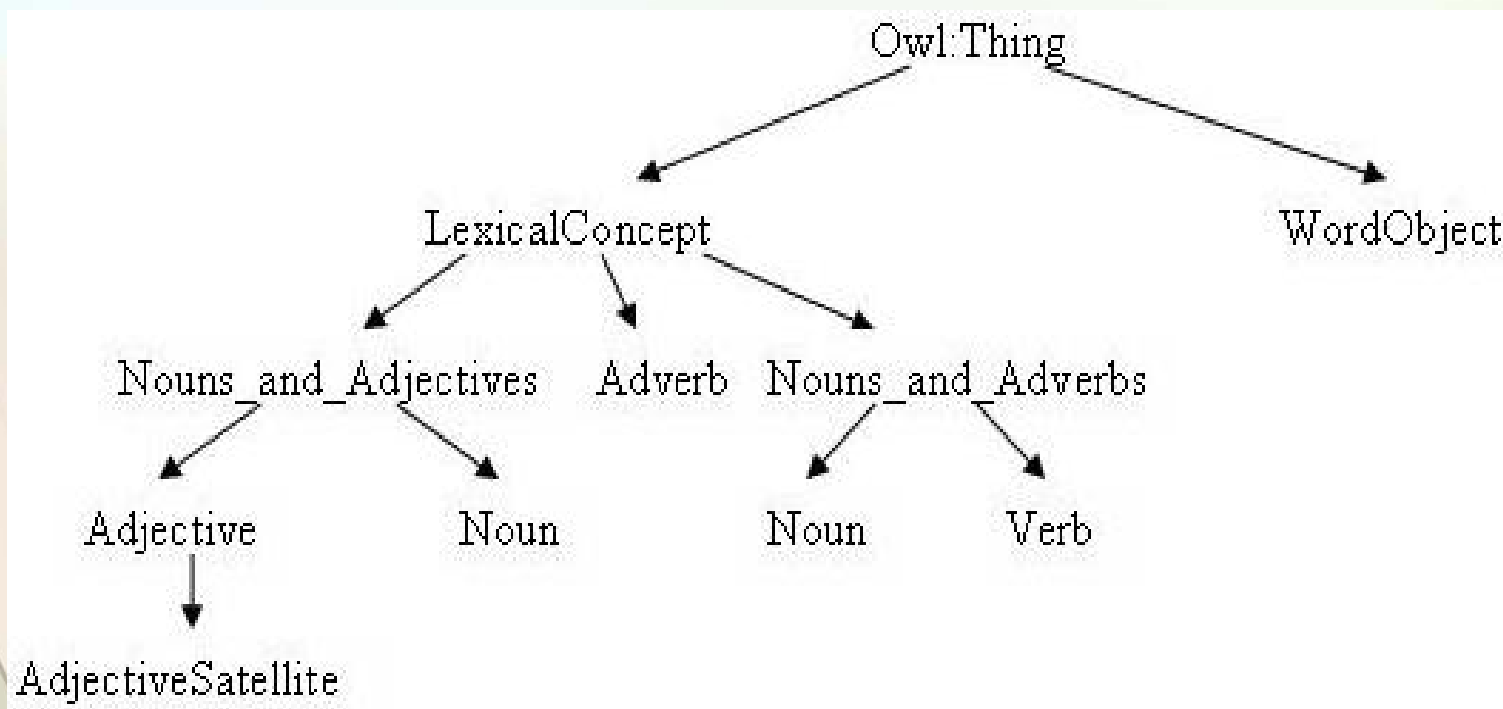 Owl:Thing
LexicalConcept WordObject
Nouns_and_Adjectives Adverb Nouns_and_Adverbs
Adjective Noun Noun Verb
AdjectiveSatellite